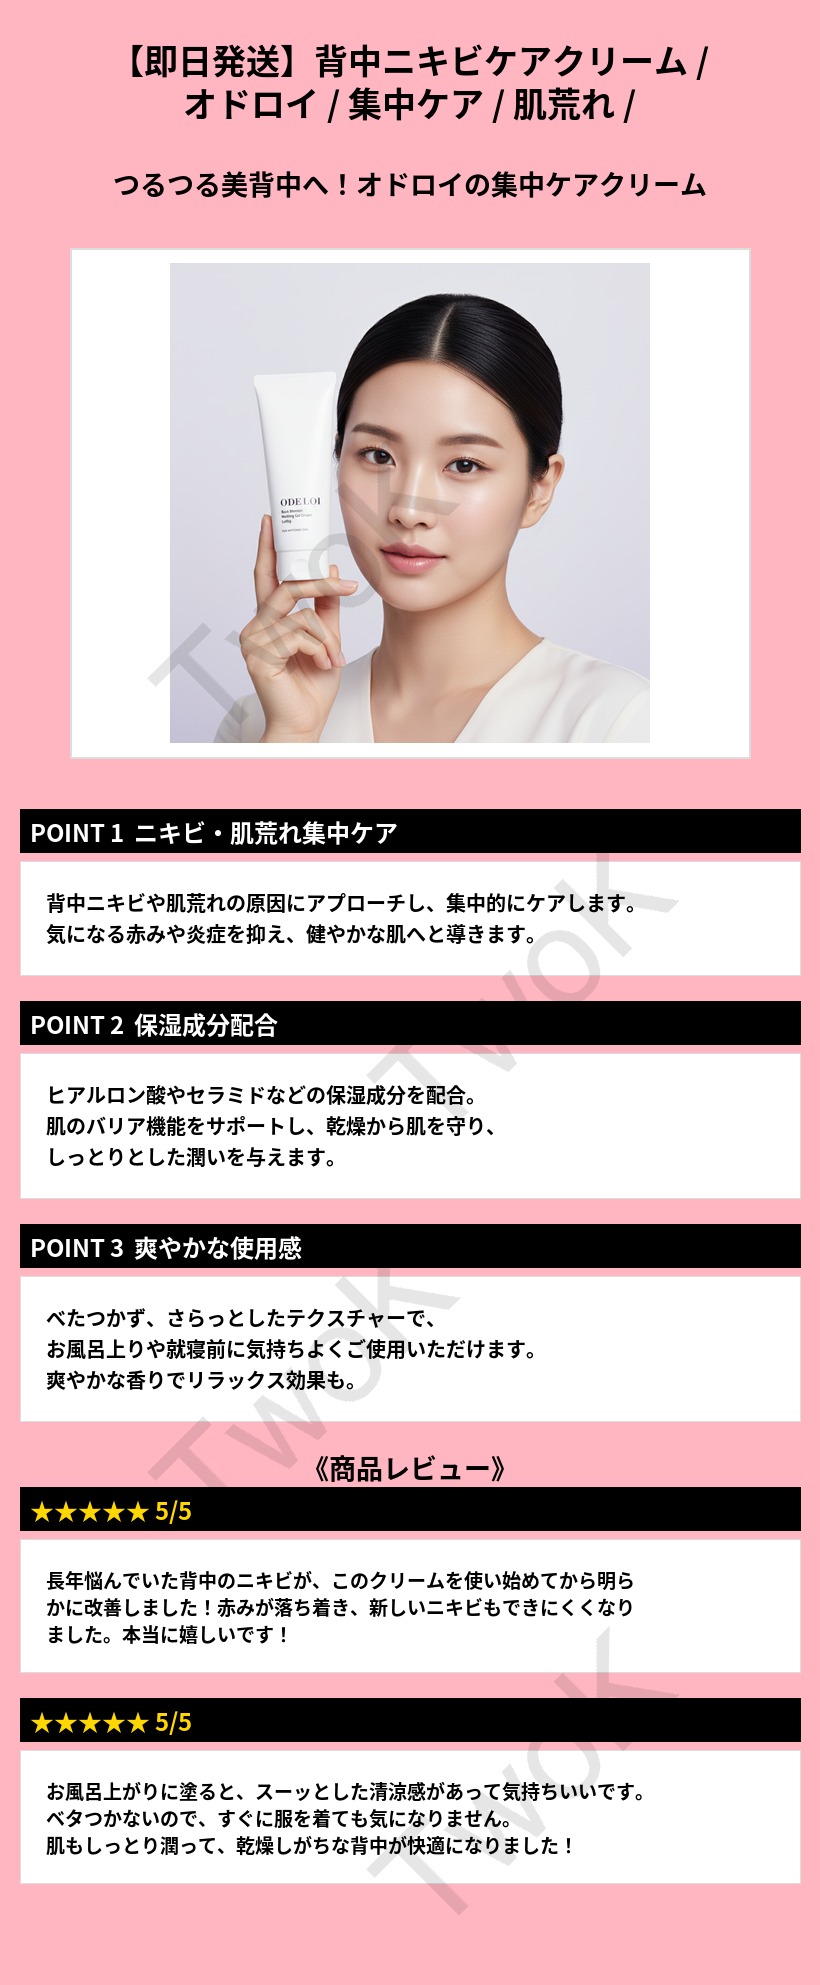 【即日発送】背中ニキビケアクリーム /
オドロイ / 集中ケア / 肌荒れ /
つるつる美背中へ！オドロイの集中ケアクリーム
ODELOI
TwoK
POINT 1 ニキビ・肌荒れ集中ケア
背中ニキビや肌荒れの原因にアプローチし、集中的にケアします。
気になる赤みや炎症を抑え、健やかな肌へと導きます。
TwoK
POINT 2 保湿成分配合
ヒアルロン酸やセラミドなどの保湿成分を配合。
肌のバリア機能をサポートし、乾燥から肌を守り、
しっとりとした潤いを与えます。
POINT 3 爽やかな使用感
べたつかず、さらっとしたテクスチャーで、
お風呂上りや就寝前に気持ちよくご使用いただけます。
爽やかな香りでリラックス効果も。
TwoK
《商品レビュー》
★★★★★ 5/5
長年悩んでいた背中のニキビが、このクリームを使い始めてから明ら
かに改善しました！赤みが落ち着き、新しいニキビもできにくくなり
ました。本当に嬉しいです！
★★★★★ 5/5
お風呂上がりに塗ると、スーッとした清涼感があって気持ちいいです。
ベタつかないので、すぐに服を着ても気になりません。
肌もしっとり潤って、乾燥しがちな背中が快適になりました！
TwoK